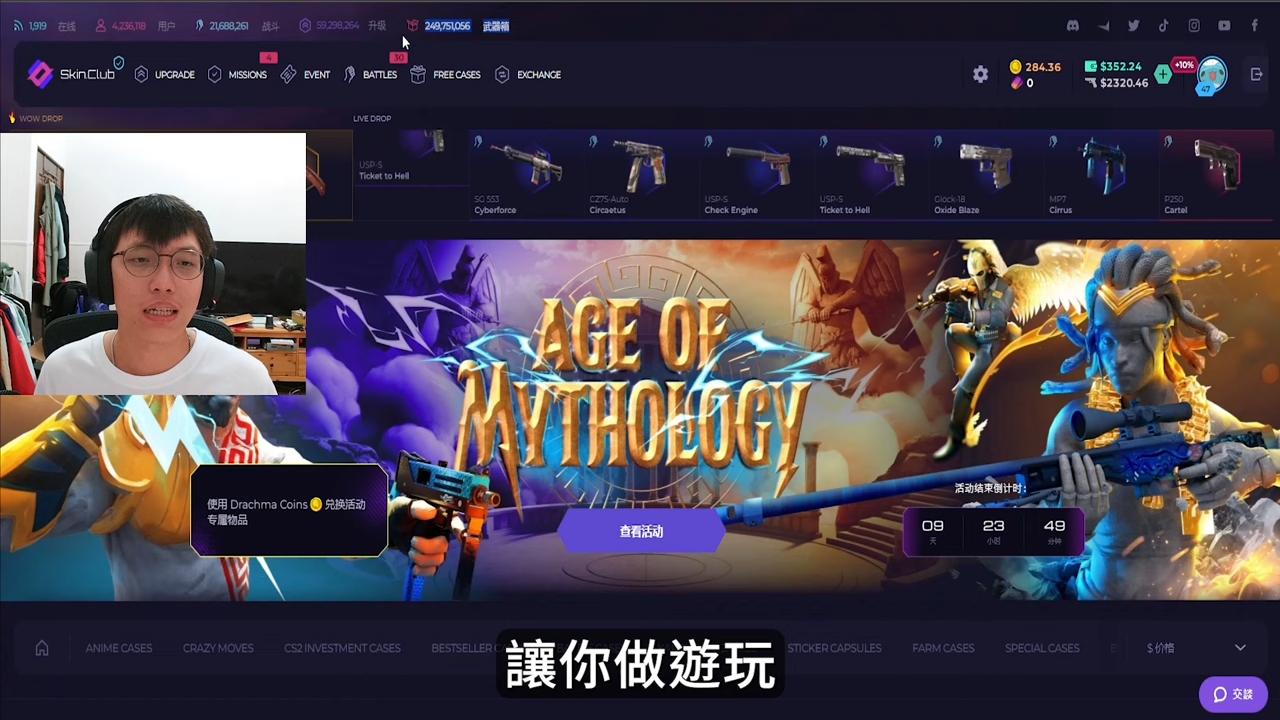 1,919 在线 4,236,118 用户 21,688,261 战斗 59,298,264 升级 249,751,056 武器箱
SkinClub UPGRADE 4 MISSIONS EVENT 30 BATTLES FREE CASES EXCHANGE
284.36 $352.24 +10%
0 $2320.46 47
WOW DROP LIVE DROP
USP-S
Ticket to Hell
SG 553
Cyberforce
CZ75-Auto
Circaetus
USP-S
Check Engine
USP-S
Ticket to Hell
Glock-18
Oxide Blaze
MP7
Cirrus
P250
Cartel
AGE OF
MYTHOLOGY
使用 Drachma Coins 兑换活动
专属物品
查看活动
活动结束倒计时:
09 23 49
天 小时 分钟
ANIME CASES CRAZY MOVES CS2 INVESTMENT CASES BESTSELLER STICKER CAPSULES FARM CASES SPECIAL CASES $ 价格
讓你做遊玩
交談